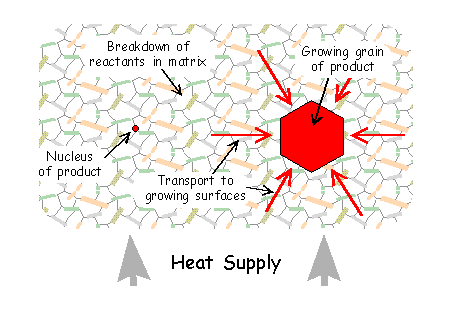 Breakdown of
reactants in matrix
Growing grain
of product
Nucleus
of product
Transport to
growing surfaces
Heat Supply